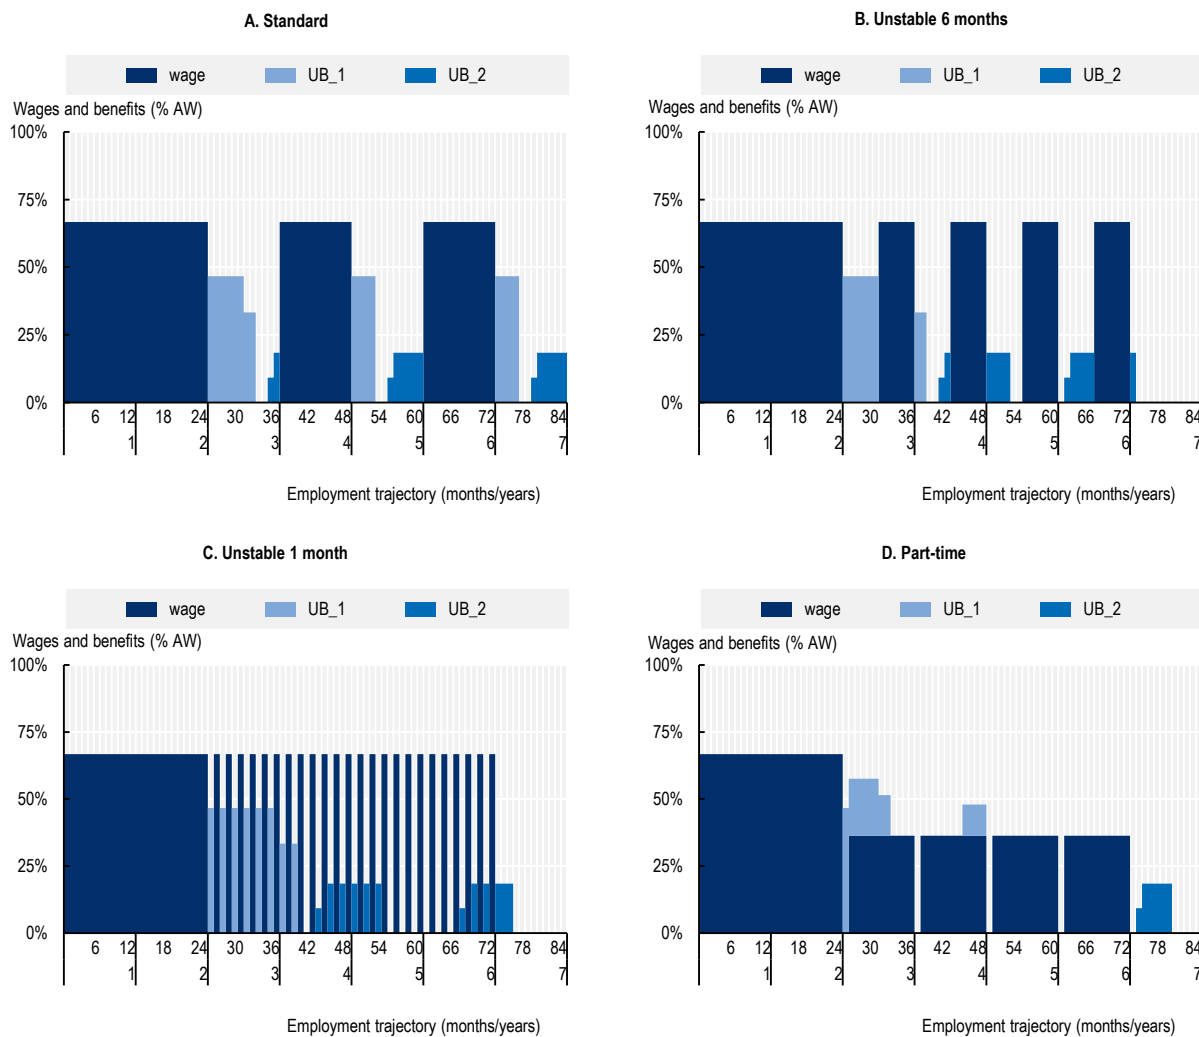 A. Standard
wage UB_1 UB_2
Wages and benefits (% AW)
100%
75%
50%
25%
0%
6 12 18 24 30 36 42 48 54 60 66 72 78 84
1 2 3 4 5 6 7
Employment trajectory (months/years)
B. Unstable 6 months
wage UB_1 UB_2
Wages and benefits (% AW)
100%
75%
50%
25%
0%
6 12 18 24 30 36 42 48 54 60 66 72 78 84
1 2 3 4 5 6 7
Employment trajectory (months/years)
C. Unstable 1 month
wage UB_1 UB_2
Wages and benefits (% AW)
100%
75%
50%
25%
0%
6 12 18 24 30 36 42 48 54 60 66 72 78 84
1 2 3 4 5 6 7
Employment trajectory (months/years)
D. Part-time
wage UB_1 UB_2
Wages and benefits (% AW)
100%
75%
50%
25%
0%
6 12 18 24 30 36 42 48 54 60 66 72 78 84
1 2 3 4 5 6 7
Employment trajectory (months/years)